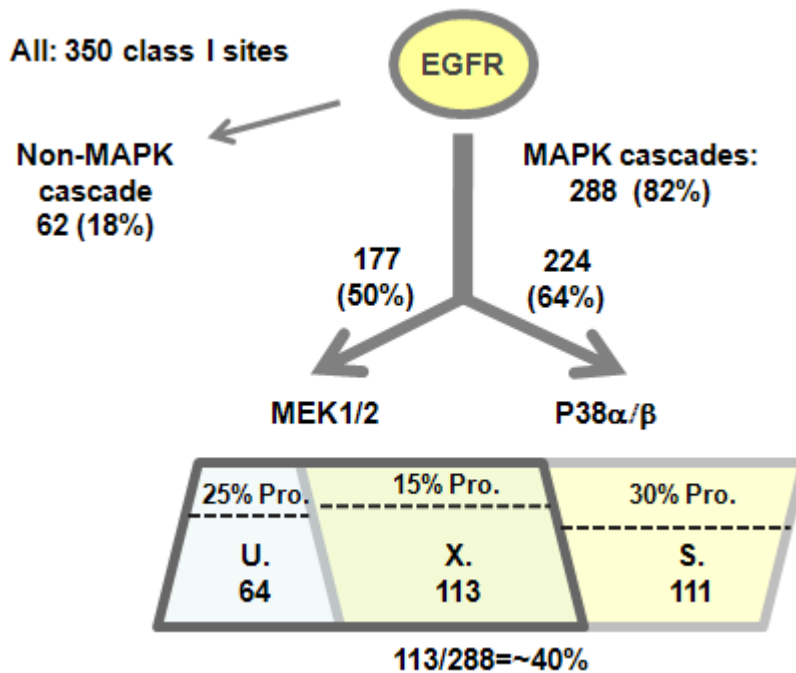 All: 350 class I sites
EGFR
Non-MAPK
cascade
62 (18%)
MAPK cascades:
288 (82%)
177
(50%)
224
(64%)
MEK1/2
P38α/β
25% Pro.
15% Pro.
30% Pro.
U.
64
X.
113
S.
111
113/288=~40%